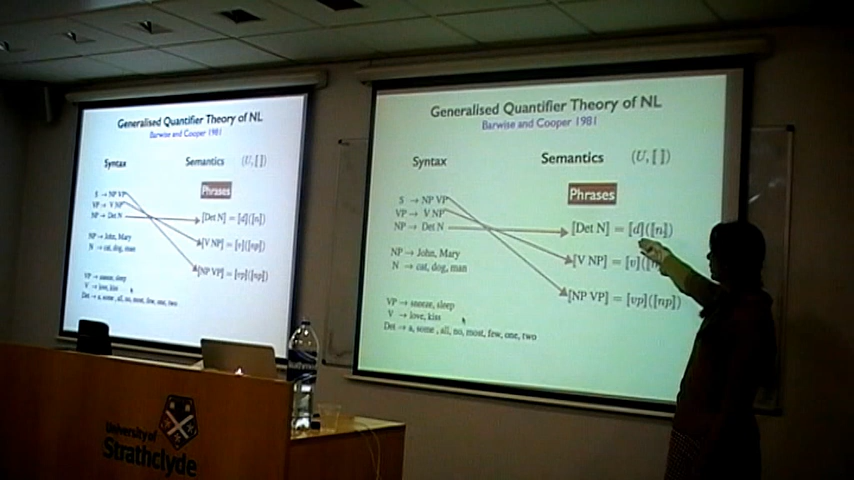 Generalised Quantifier Theory of NL
Barwise and Cooper 1981
Syntax
Semantics (U, [[ ]])
Phrases
S → NP VP
VP → V NP
NP → Det N
[[Det N]] = [[d]]([[n]])
[[V NP]] = [[v]]([[np]])
[[NP VP]] = [[vp]]([[np]])
NP → John, Mary
N → cat, dog, man
VP → sneeze, sleep
V → love, kiss
Det → a, some, all, no, most, few, one, two
Generalised Quantifier Theory of NL
Barwise and Cooper 1981
Syntax
Semantics (U, [[ ]])
Phrases
S → NP VP
VP → V NP
NP → Det N
[[Det N]] = [[d]]([[n]])
[[V NP]] = [[v]]([[n
[[NP VP]] = [[vp]]([[np]])
NP → John, Mary
N → cat, dog, man
VP → sneeze, sleep
V → love, kiss
Det → a, some , all, no, most, few, one, two
University of
Strathclyde